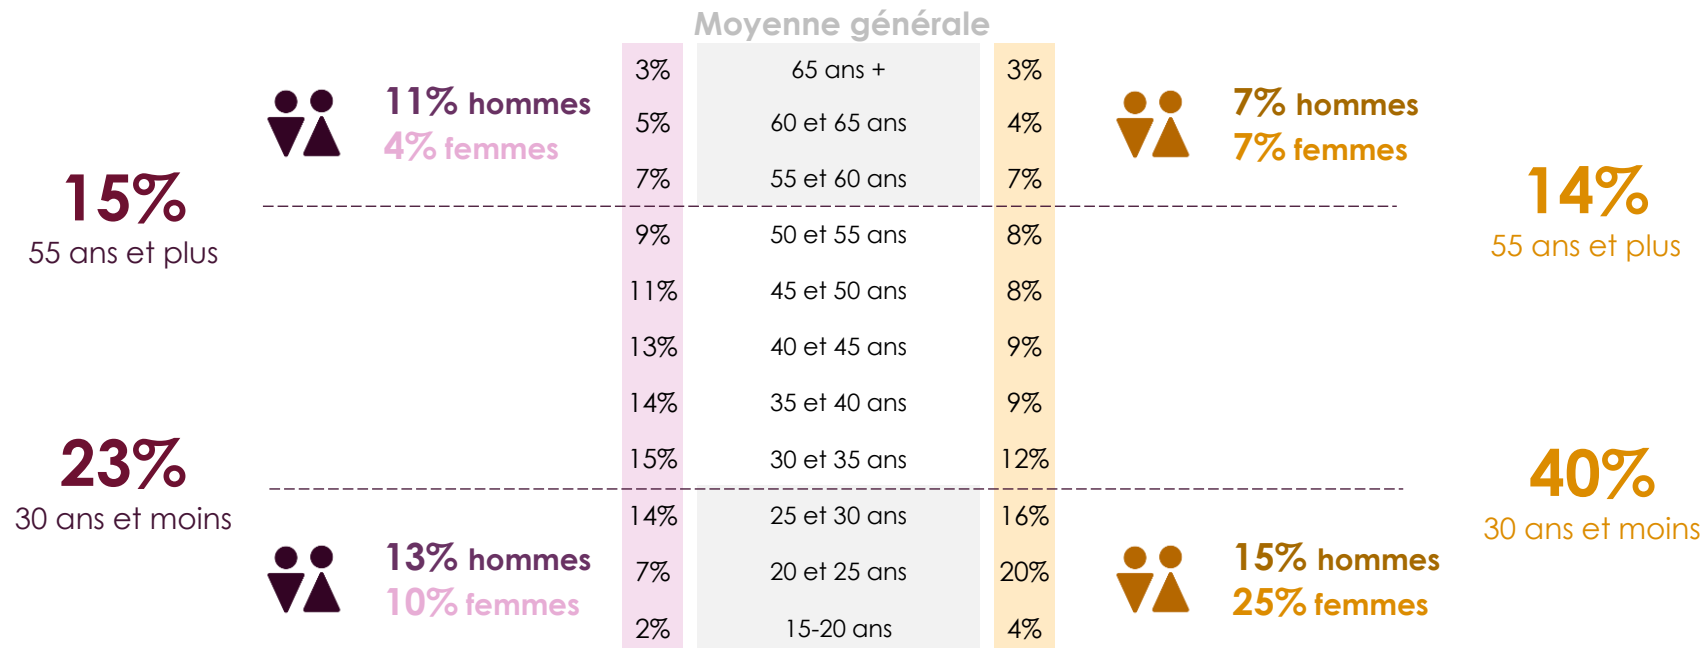 Moyenne générale
3% 65 ans + 3%
11% hommes 7% hommes
5% 60 et 65 ans 4%
4% femmes 7% femmes
7% 55 et 60 ans 7%
15% 14%
55 ans et plus 55 ans et plus
9% 50 et 55 ans 8%
11% 45 et 50 ans 8%
13% 40 et 45 ans 9%
14% 35 et 40 ans 9%
15% 30 et 35 ans 12%
23% 40%
30 ans et moins 30 ans et moins
14% 25 et 30 ans 16%
13% hommes 15% hommes
7% 20 et 25 ans 20%
10% femmes 25% femmes
2% 15-20 ans 4%